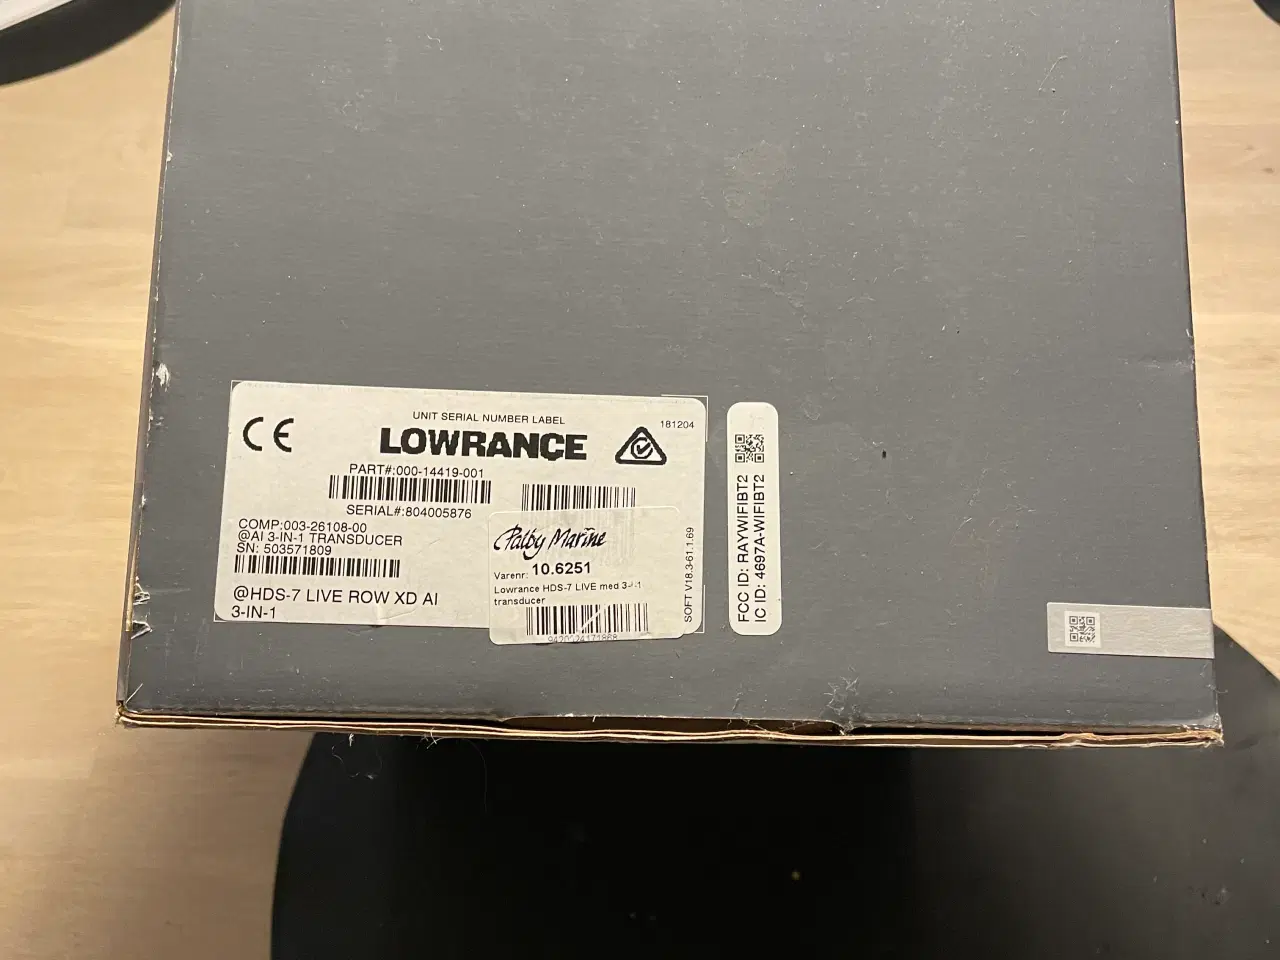 CE
UNIT SERIAL NUMBER LABEL
181204
LOWRANCE
PART#:000-14419-001
SERIAL#:804005876
COMP:003-26108-00
@AI 3-IN-1 TRANSDUCER
SN: 503571809
@HDS-7 LIVE ROW XD AI
3-IN-1
Palby Marine
Varenr: 10.6251
Lowrance HDS-7 LIVE med 3-i-1
transducer
9420024171868
SOFT V18.3-61.1.69
FCC ID: RAYWIFIBT2
IC ID: 4697A-WIFIBT2